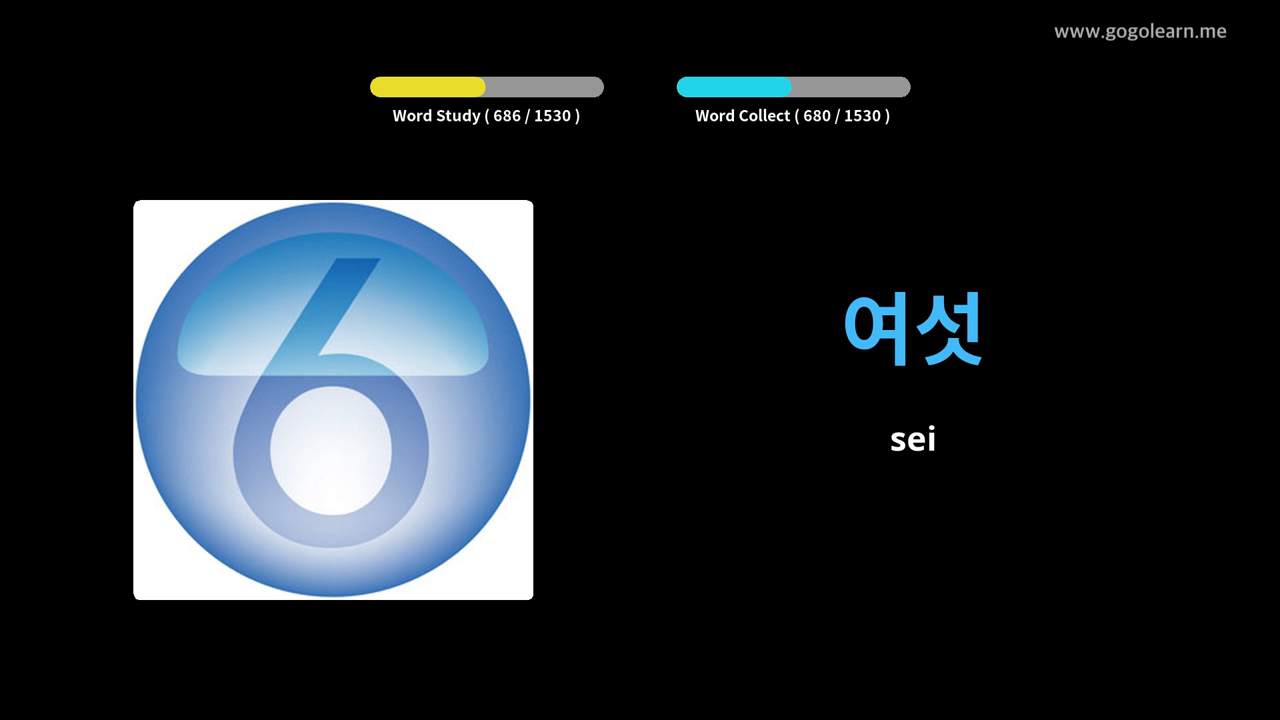 www.gogolearn.me
Word Study ( 686 / 1530 )
Word Collect ( 680 / 1530 )
6
여섯
sei